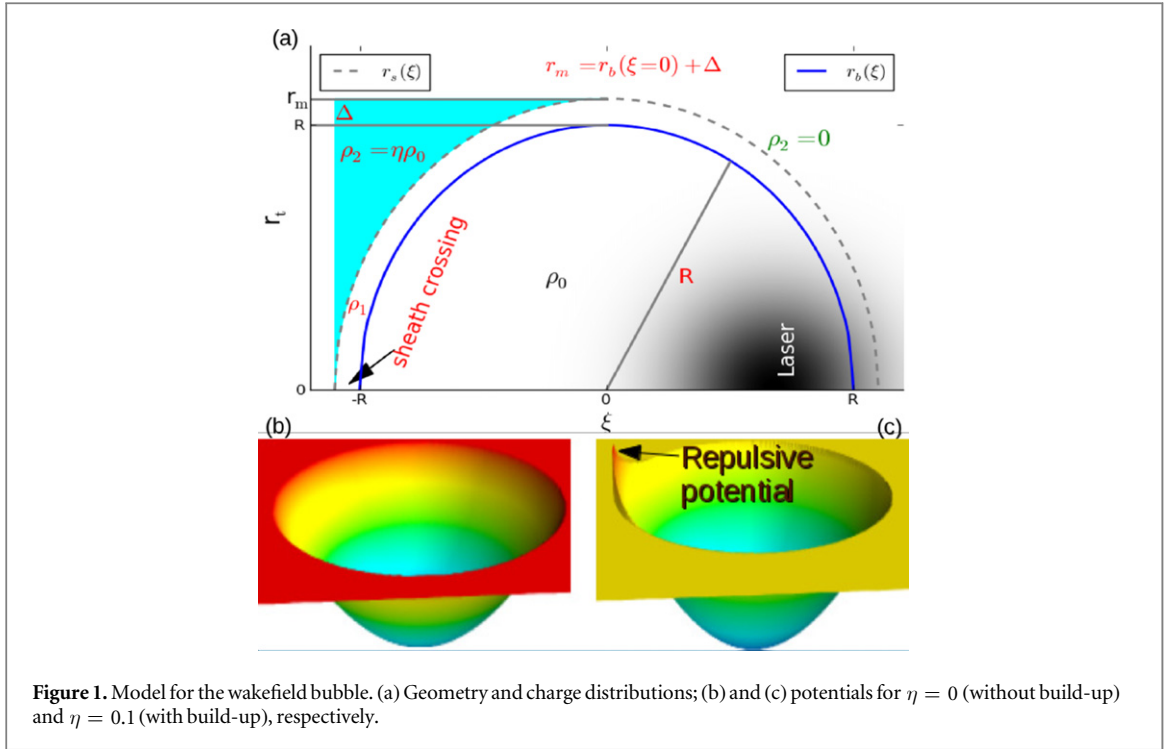 (a)
r_s(ξ)
r_m = r_b(ξ=0) + Δ
r_b(ξ)
r_m
Δ
R
ρ_2 = ηρ_0
ρ_2 = 0
r_t
sheath crossing
ρ_0
R
ρ_1
Laser
0
-R
0
R
ξ
(b)
(c)
Repulsive
potential
Figure 1. Model for the wakefield bubble. (a) Geometry and charge distributions; (b) and (c) potentials for η = 0 (without build-up)
and η = 0.1 (with build-up), respectively.